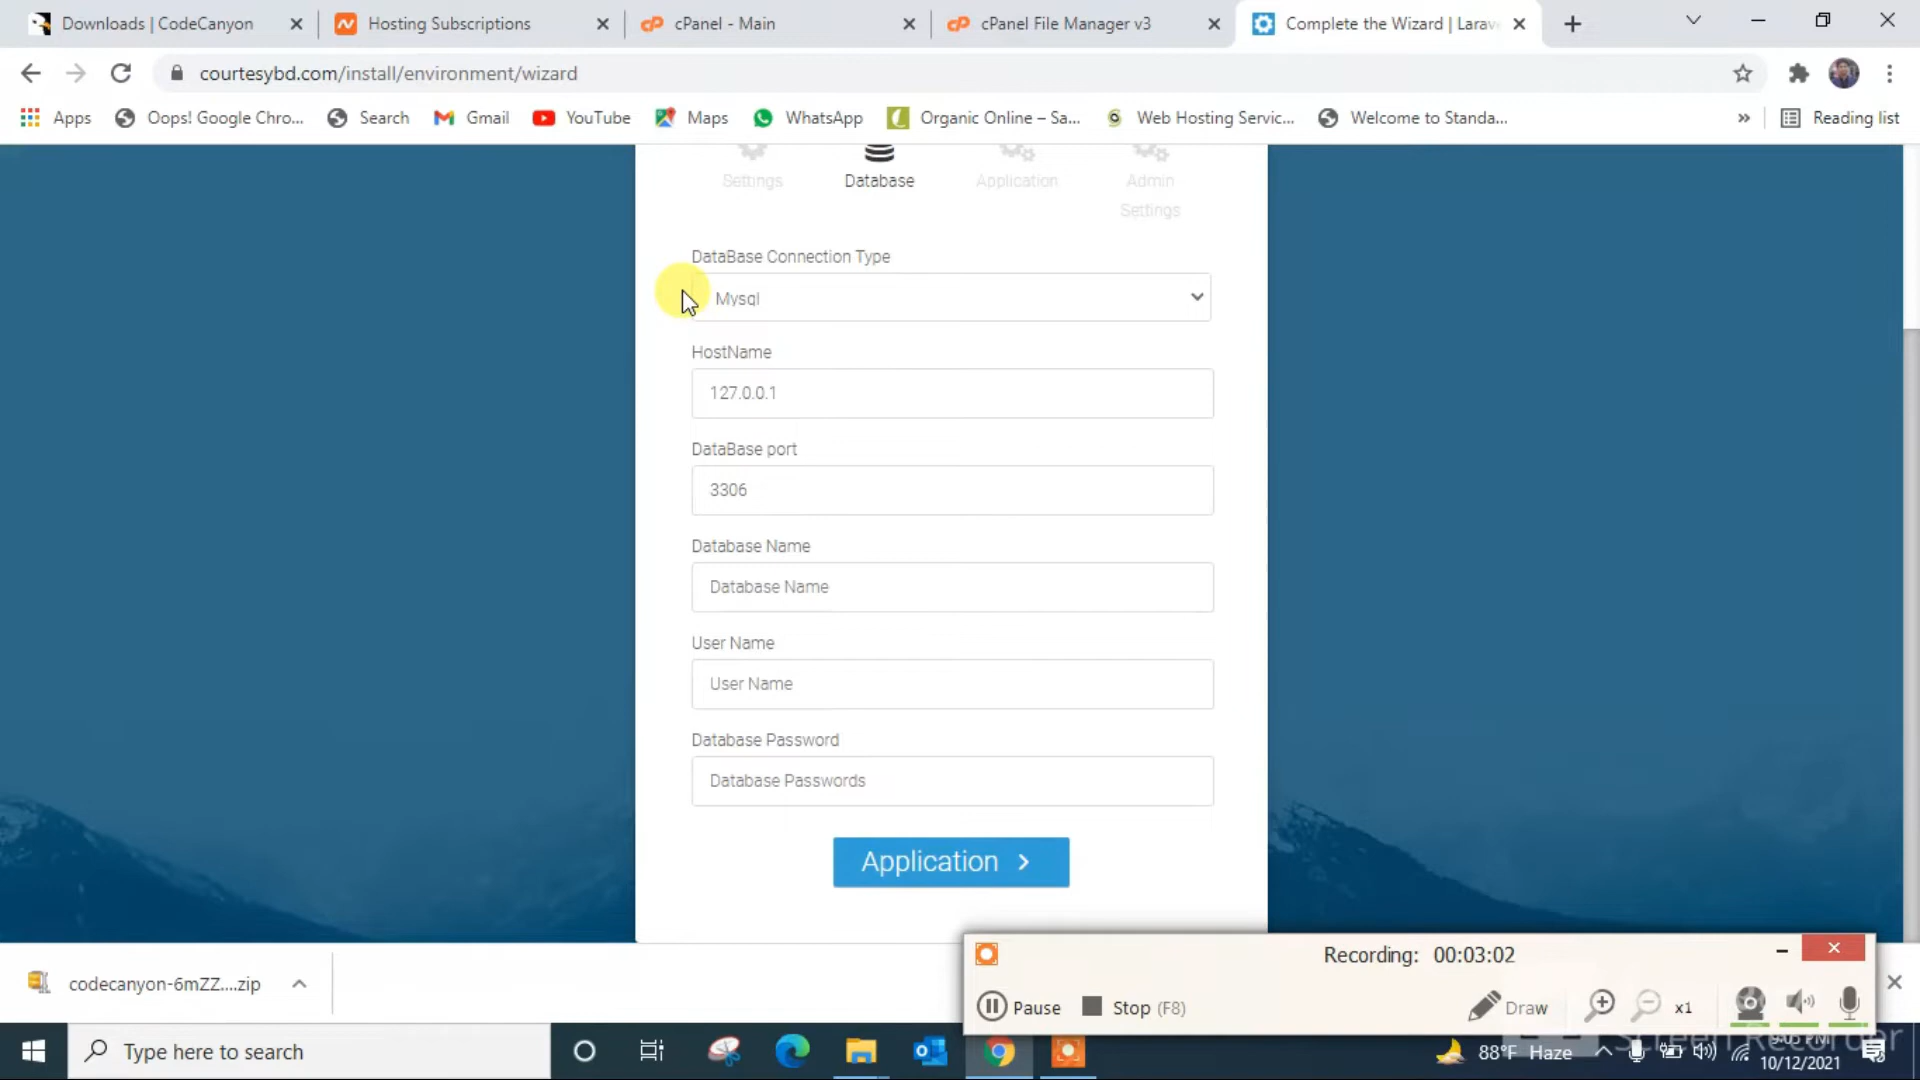 Downloads | CodeCanyon
Hosting Subscriptions
cPanel - Main
cPanel File Manager v3
Complete the Wizard | Larav
courtesybd.com/install/environment/wizard
Apps
Oops! Google Chro...
Search
Gmail
YouTube
Maps
WhatsApp
Organic Online – Sa...
Web Hosting Servic...
Welcome to Standa...
»
Reading list
Settings
Database
Application
Admin
Settings
DataBase Connection Type
Mysql
HostName
127.0.0.1
DataBase port
3306
Database Name
Database Name
User Name
User Name
Database Password
Database Passwords
Application
Recording: 00:03:02
codecanyon-6mZZ....zip
Pause
Stop (F8)
Draw
x1
Type here to search
88°F Haze
10/12/2021